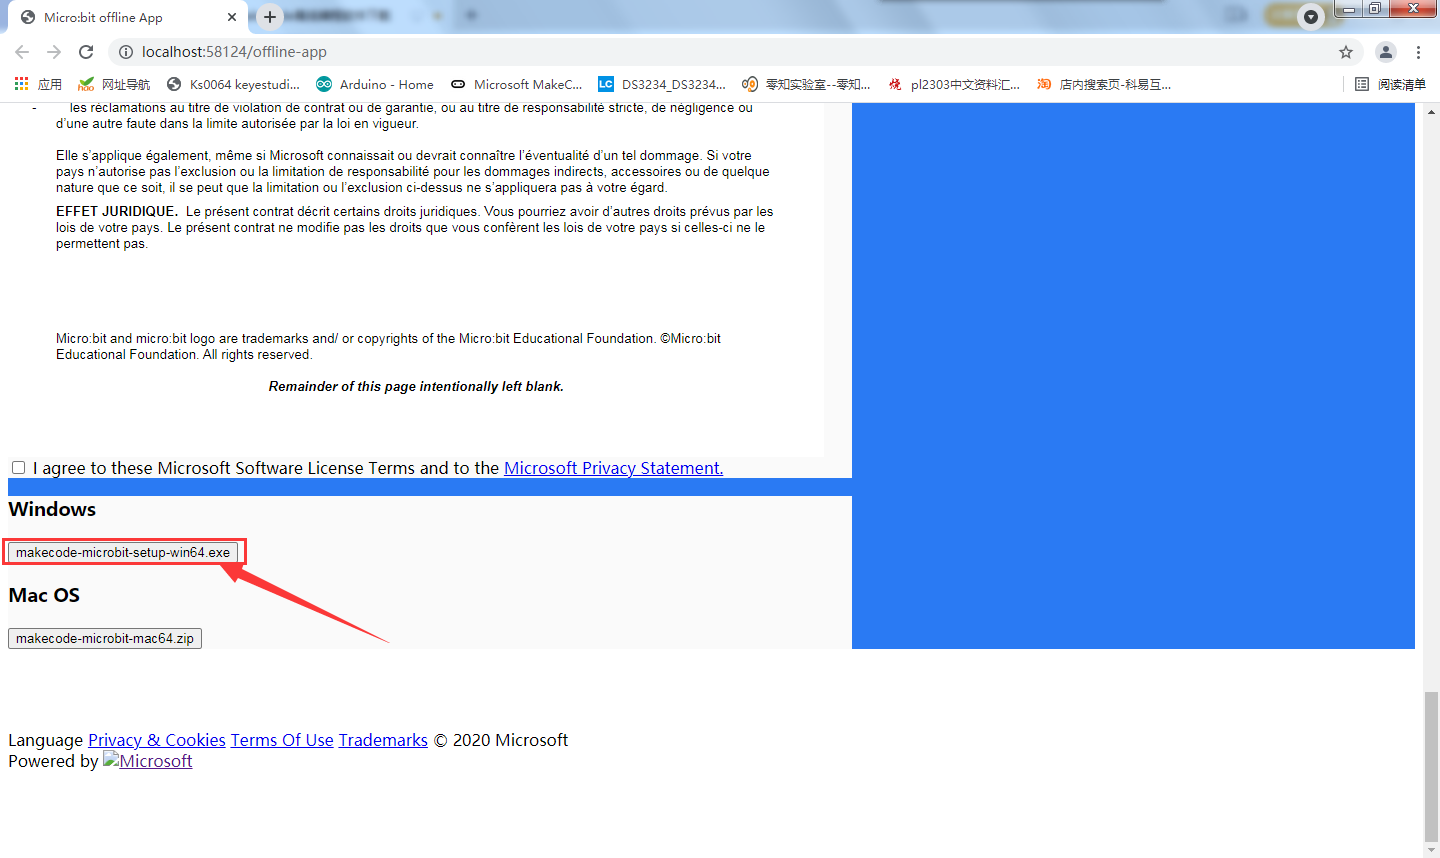 Micro:bit offline App
localhost:58124/offline-app
应用 网址导航 Ks0064 keyestudi... Arduino - Home Microsoft MakeC... DS3234_DS3234... 零知实验室--零知... pl2303中文资料汇... 店内搜索页-科易互... 阅读清单
- les réclamations au titre de violation de contrat ou de garantie, ou au titre de responsabilité stricte, de négligence ou
d’une autre faute dans la limite autorisée par la loi en vigueur.
Elle s’applique également, même si Microsoft connaissait ou devrait connaître l’éventualité d’un tel dommage. Si votre
pays n’autorise pas l’exclusion ou la limitation de responsabilité pour les dommages indirects, accessoires ou de quelque
nature que ce soit, il se peut que la limitation ou l’exclusion ci-dessus ne s’appliquera pas à votre égard.
EFFET JURIDIQUE. Le présent contrat décrit certains droits juridiques. Vous pourriez avoir d’autres droits prévus par les
lois de votre pays. Le présent contrat ne modifie pas les droits que vous confèrent les lois de votre pays si celles-ci ne le
permettent pas.
Micro:bit and micro:bit logo are trademarks and/ or copyrights of the Micro:bit Educational Foundation. ©Micro:bit
Educational Foundation. All rights reserved.
Remainder of this page intentionally left blank.
I agree to these Microsoft Software License Terms and to the Microsoft Privacy Statement.
Windows
makecode-microbit-setup-win64.exe
Mac OS
makecode-microbit-mac64.zip
Language Privacy & Cookies Terms Of Use Trademarks © 2020 Microsoft
Powered by Microsoft